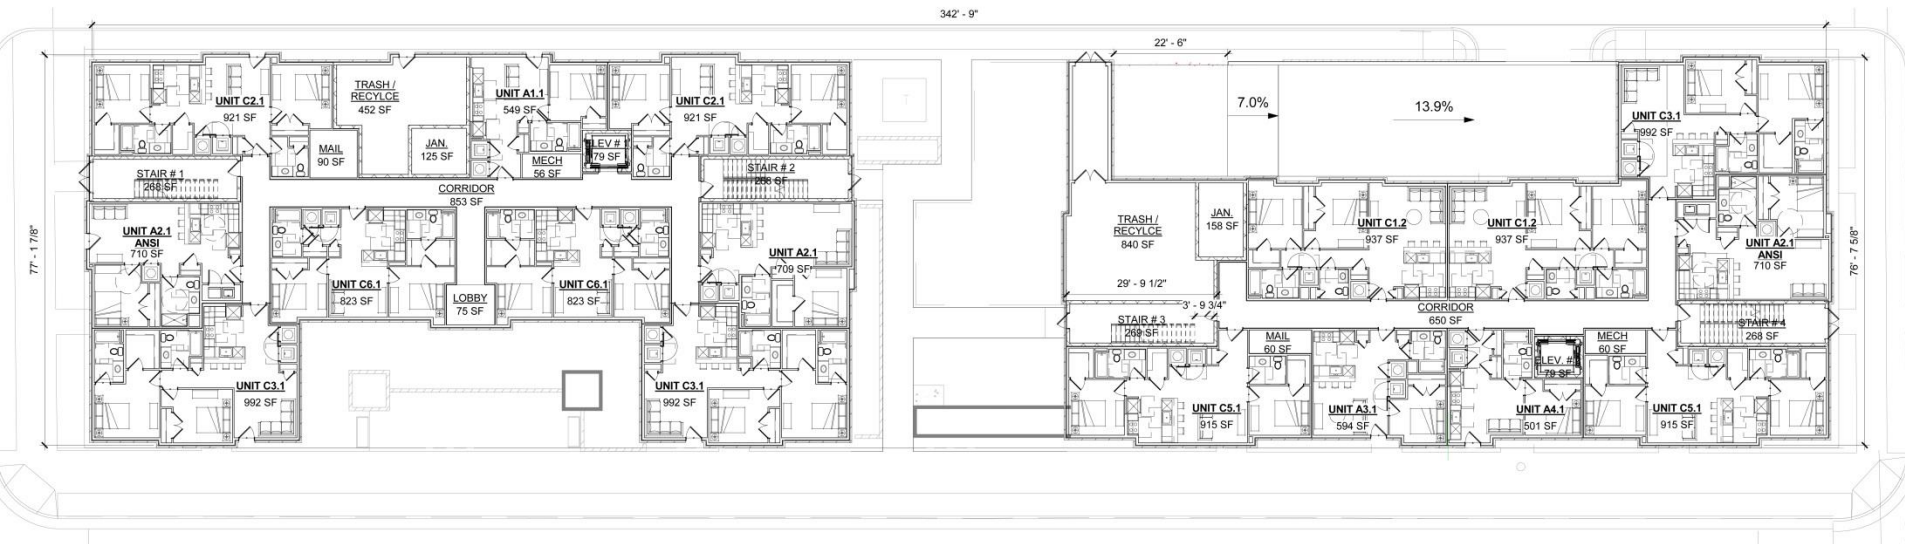 342' - 9"
22' - 6"
77' - 1 7/8"
76' - 7 5/8"
UNIT C2.1
921 SF
TRASH /
RECYLCE
452 SF
UNIT A1.1
549 SF
UNIT C2.1
921 SF
MAIL
90 SF
JAN.
125 SF
MECH
56 SF
79 SF
STAIR # 1
268 SF
STAIR # 2
268 SF
CORRIDOR
853 SF
UNIT A2.1
ANSI
710 SF
UNIT C6.1
823 SF
LOBBY
75 SF
UNIT C6.1
823 SF
UNIT A2.1
709 SF
UNIT C3.1
992 SF
UNIT C3.1
992 SF
7.0%
13.9%
UNIT C3.1
992 SF
TRASH /
RECYLCE
840 SF
JAN.
158 SF
UNIT C1.2
937 SF
UNIT C1.2
937 SF
UNIT A2.1
ANSI
710 SF
29' - 9 1/2"
3' - 9 3/4"
CORRIDOR
650 SF
STAIR # 3
269 SF
MAIL
60 SF
MECH
60 SF
STAIR # 4
268 SF
ELEV. #
79 SF
UNIT C5.1
915 SF
UNIT A3.1
594 SF
UNIT A4.1
501 SF
UNIT C5.1
915 SF